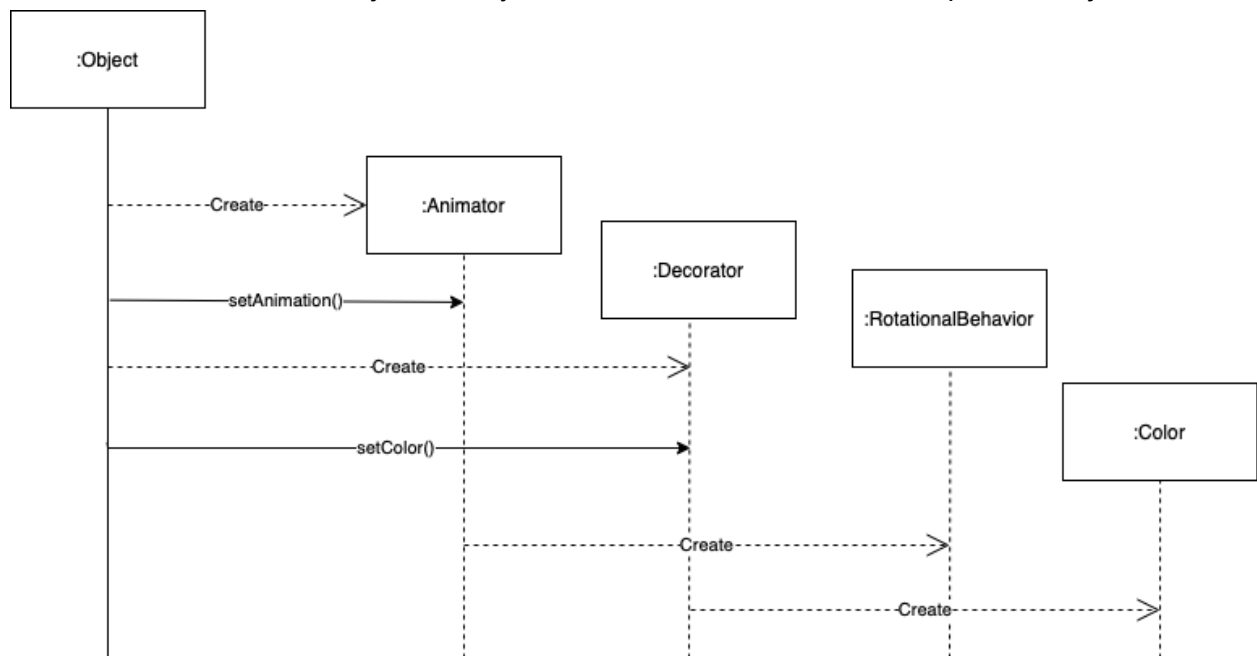 :Object
Create
:Animator
:Decorator
setAnimation()
:RotationalBehavior
Create
:Color
setColor()
Create
Create